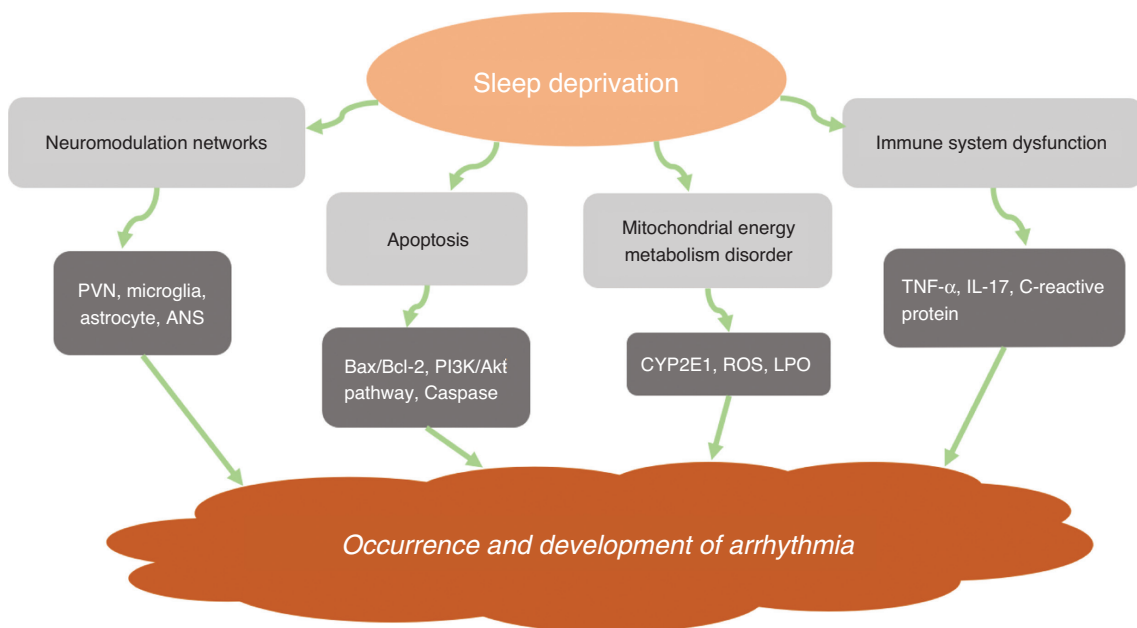 Sleep deprivation
Neuromodulation networks
Immune system dysfunction
Apoptosis
Mitochondrial energy
metabolism disorder
PVN, microglia,
astrocyte, ANS
TNF-α, IL-17, C-reactive
protein
Bax/Bcl-2, PI3K/Akt
pathway, Caspase
CYP2E1, ROS, LPO
Occurrence and development of arrhythmia